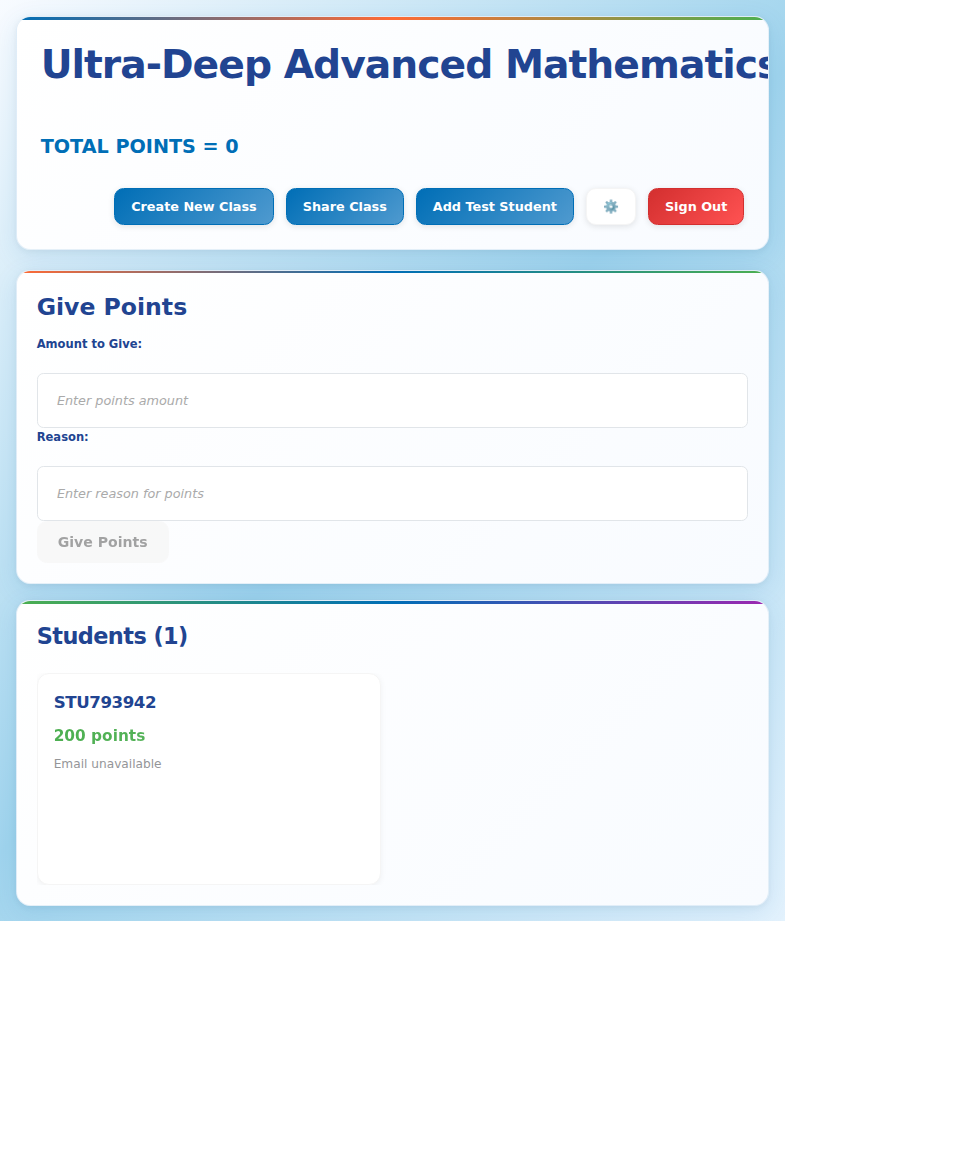 Ultra-Deep Advanced Mathematics
TOTAL POINTS = 0
Create New Class
Share Class
Add Test Student
Sign Out
Give Points
Amount to Give:
Enter points amount
Reason:
Enter reason for points
Give Points
Students (1)
STU793942
200 points
Email unavailable